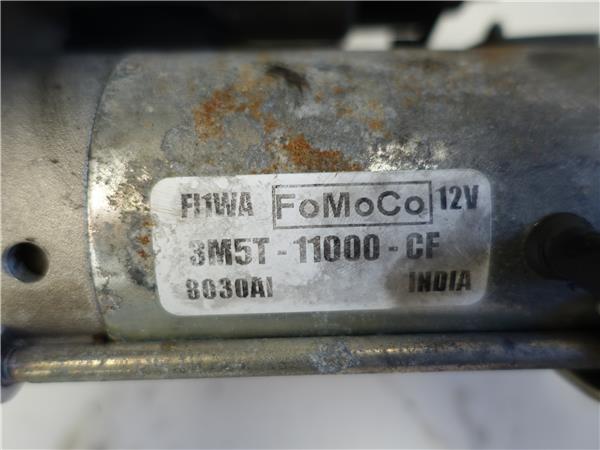 FI1WA FoMoCo 12V
3M5T - 11000 - CF
8030AI INDIA